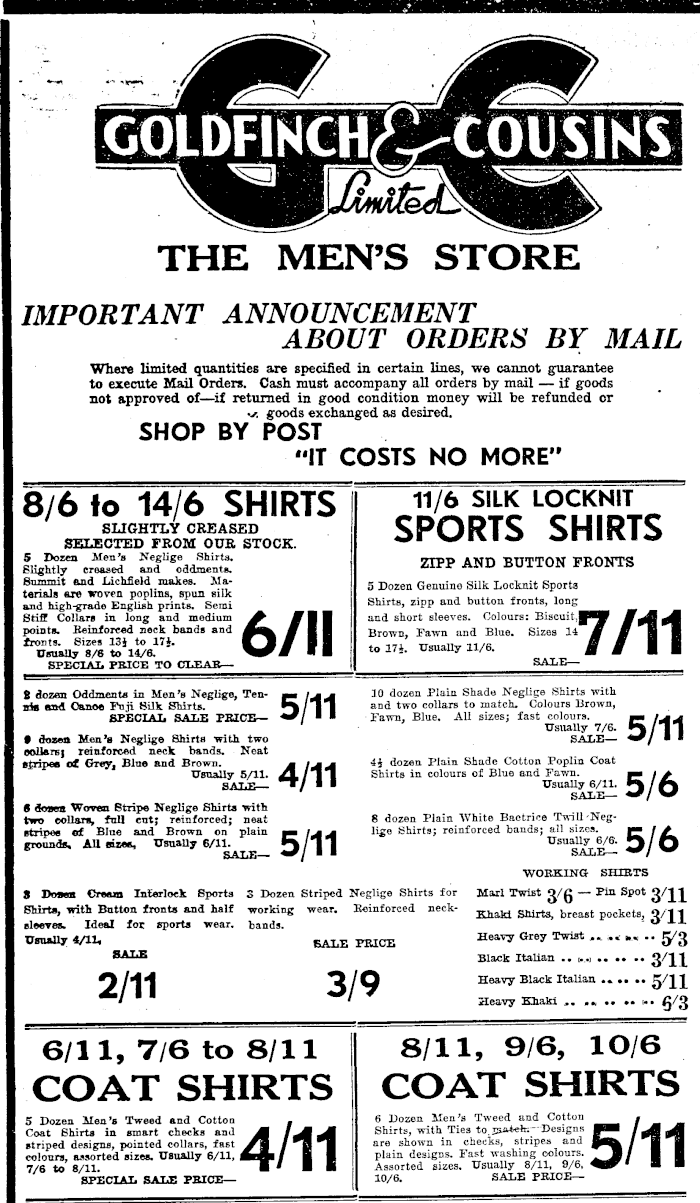 GOLDFINCH & COUSINS
Limited
THE MEN'S STORE
IMPORTANT ANNOUNCEMENT
ABOUT ORDERS BY MAIL
Where limited quantities are specified in certain lines, we cannot guarantee
to execute Mail Orders. Cash must accompany all orders by mail — if goods
not approved of—if returned in good condition money will be refunded or
goods exchanged as desired.
SHOP BY POST
"IT COSTS NO MORE"
8/6 to 14/6 SHIRTS
SLIGHTLY CREASED
SELECTED FROM OUR STOCK.
5 Dozen Men's Neglige Shirts.
Slightly creased and oddments.
Summit and Lichfield makes. Ma-
terials are woven poplins, spun silk
and high-grade English prints. Semi
Stiff Collars in long and medium
points. Reinforced neck bands and
fronts. Sizes 13½ to 17½.
Usually 8/6 to 14/6.
SPECIAL PRICE TO CLEAR—
6/11
11/6 SILK LOCKNIT
SPORTS SHIRTS
ZIPP AND BUTTON FRONTS
5 Dozen Genuine Silk Locknit Sports
Shirts, zipp and button fronts, long
and short sleeves. Colours: Biscuit,
Brown, Fawn and Blue. Sizes 14
to 17½. Usually 11/6.
SALE—
7/11
2 dozen Oddments in Men's Neglige, Ten-
nis and Canoe Fuji Silk Shirts.
SPECIAL SALE PRICE—
5/11
9 dozen Men's Neglige Shirts with two
collars; reinforced neck bands. Neat
stripes of Grey, Blue and Brown.
Usually 5/11.
SALE—
4/11
6 dozen Woven Stripe Neglige Shirts with
two collars, full cut; reinforced; neat
stripes of Blue and Brown on plain
grounds. All sizes, Usually 6/11.
SALE—
5/11
10 dozen Plain Shade Neglige Shirts with
and two collars to match. Colours Brown,
Fawn, Blue. All sizes; fast colours.
Usually 7/6.
SALE—
5/11
4½ dozen Plain Shade Cotton Poplin Coat
Shirts in colours of Blue and Fawn.
Usually 6/11.
SALE—
5/6
8 dozen Plain White Bactrice Twill Neg-
lige Shirts; reinforced bands; all sizes.
Usually 6/6.
SALE—
5/6
3 Dozen Cream Interlock Sports
Shirts, with Button fronts and half
sleeves. Ideal for sports wear.
Usually 4/11,
SALE
2/11
3 Dozen Striped Neglige Shirts for
working wear. Reinforced neck-
bands.
SALE PRICE
3/9
WORKING SHIRTS
Marl Twist 3/6 — Pin Spot 3/11
Khaki Shirts, breast pockets, 3/11
Heavy Grey Twist .. .. .. .. 5/3
Black Italian .. .. .. .. .. 3/11
Heavy Black Italian .. .. .. 5/11
Heavy Khaki .. .. .. .. .. 6/3
6/11, 7/6 to 8/11
COAT SHIRTS
5 Dozen Men's Tweed and Cotton
Coat Shirts in smart checks and
striped designs, pointed collars, fast
colours, assorted sizes. Usually 6/11,
7/6 to 8/11.
SPECIAL SALE PRICE—
4/11
8/11, 9/6, 10/6
COAT SHIRTS
6 Dozen Men's Tweed and Cotton
Shirts, with Ties to match. Designs
are shown in checks, stripes and
plain designs. Fast washing colours.
Assorted sizes. Usually 8/11, 9/6,
10/6.
SALE PRICE—
5/11